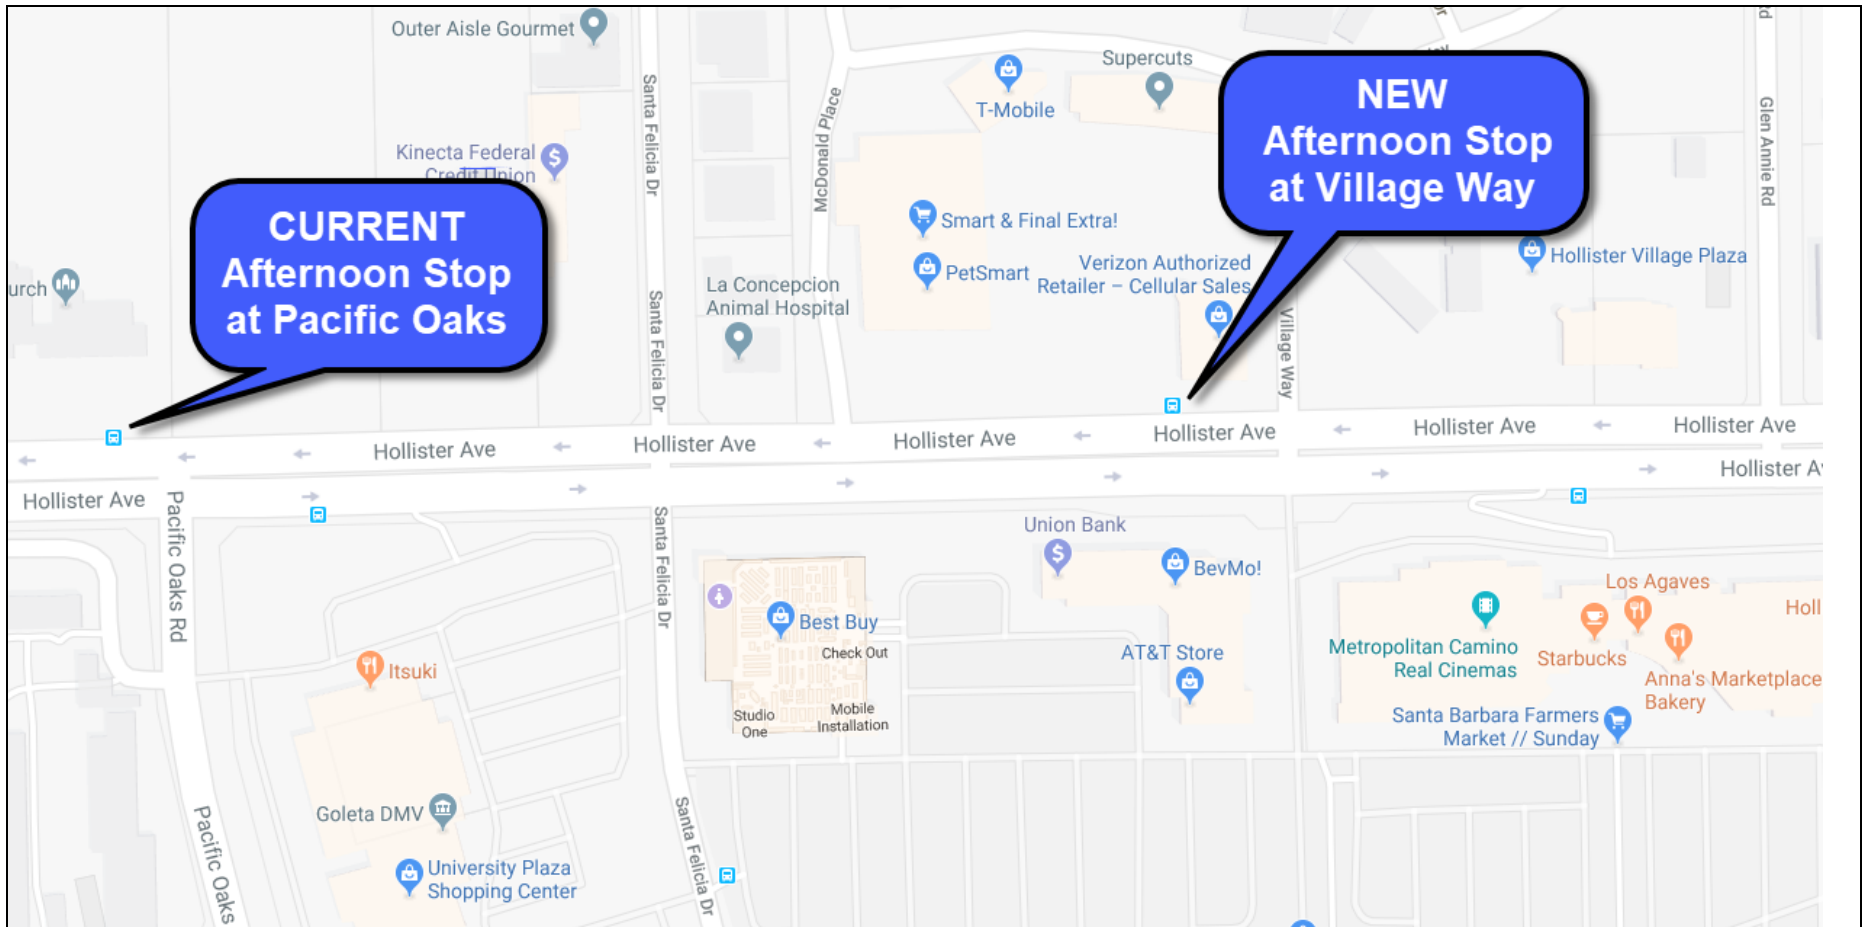 Outer Aisle Gourmet
Supercuts
T-Mobile
NEW
Afternoon Stop
at Village Way
Santa Felicia Dr
McDonald Place
Glen Annie Rd
Kinecta Federal
Credit Union
CURRENT
Afternoon Stop
at Pacific Oaks
Smart & Final Extra!
PetSmart
Verizon Authorized
Retailer – Cellular Sales
Hollister Village Plaza
urch
La Concepcion
Animal Hospital
Santa Felicia Dr
Village Way
Hollister Ave
Hollister Ave
Hollister Ave
Hollister Ave
Hollister Ave
Hollister Ave
Hollister Ave
Hollister A
Pacific Oaks Rd
Santa Felicia Dr
Union Bank
BevMo!
Best Buy
Check Out
Studio
One
Mobile
Installation
AT&T Store
Los Agaves
Holl
Metropolitan Camino
Real Cinemas
Starbucks
Anna's Marketplace
Bakery
Santa Barbara Farmers
Market // Sunday
Itsuki
Goleta DMV
University Plaza
Shopping Center
Pacific Oaks
Santa Felicia Dr